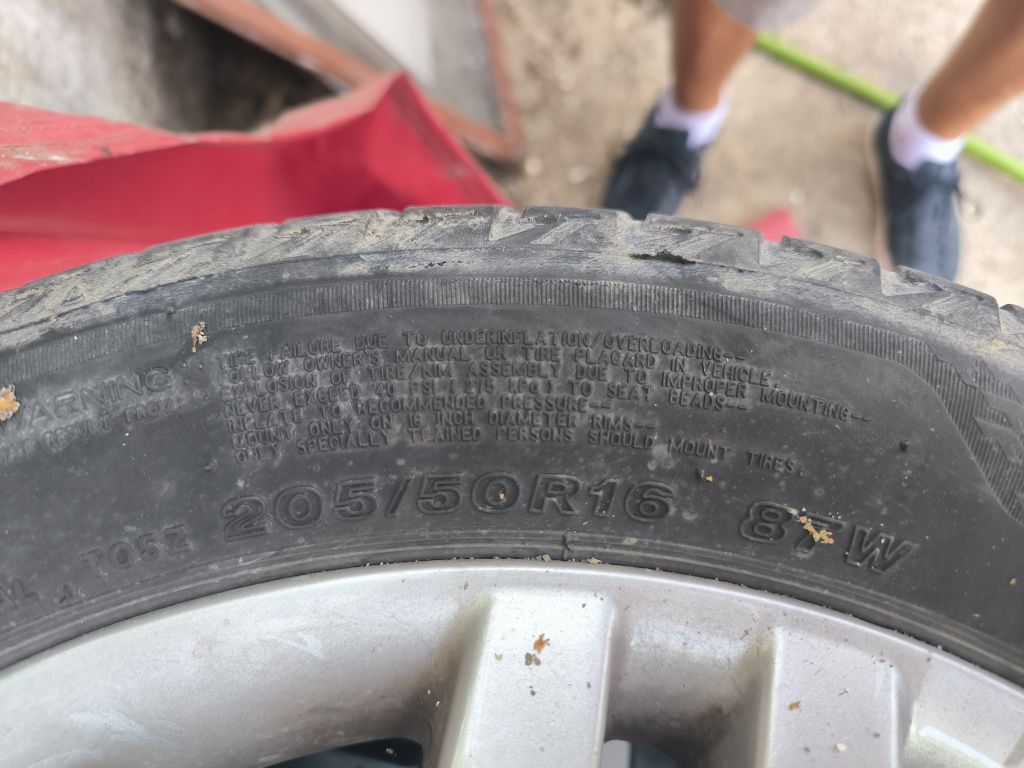 WARNING
TIRE FAILURE DUE TO UNDERINFLATION/OVERLOADING--
FOLLOW OWNER'S MANUAL OR TIRE PLACARD IN VEHICLE.
EXPLOSION OF TIRE/RIM ASSEMBLY DUE TO IMPROPER MOUNTING--
NEVER EXCEED 40 PSI ( 275 KPA) TO SEAT BEADS--
INFLATE TO RECOMMENDED PRESSURE--
MOUNT ONLY ON 16 INCH DIAMETER RIMS--
ONLY SPECIALLY TRAINED PERSONS SHOULD MOUNT TIRES.
205/50R16 87W